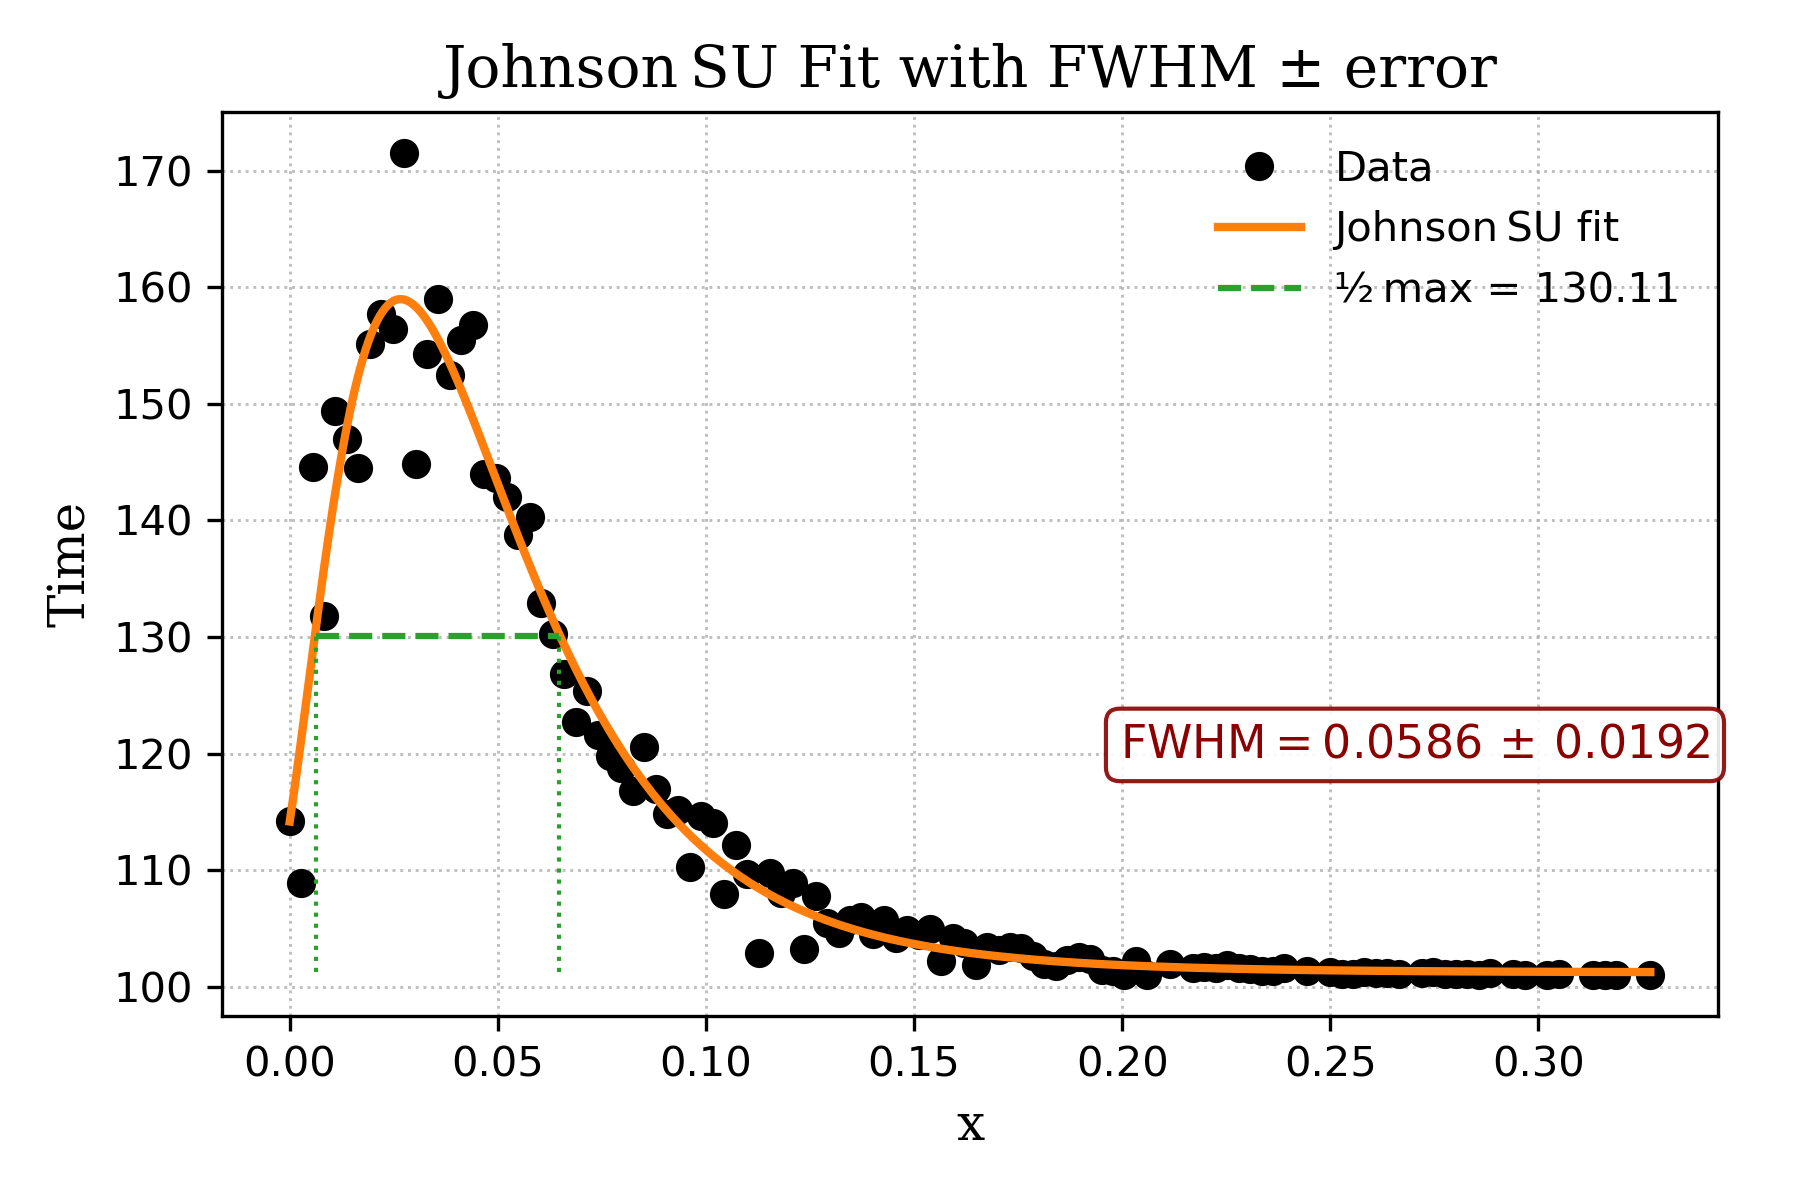 Johnson SU Fit with FWHM ± error
Data
Johnson SU fit
½ max = 130.11
FWHM = 0.0586 ± 0.0192
Time
170
160
150
140
130
120
110
100
0.00 0.05 0.10 0.15 0.20 0.25 0.30
x